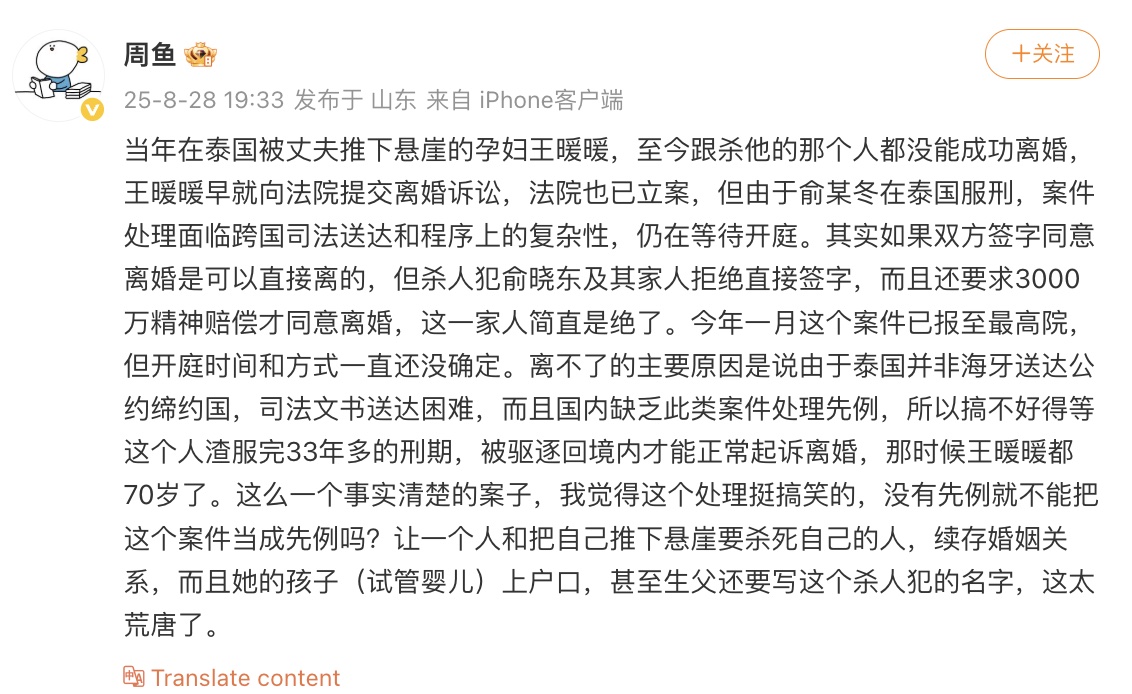 周鱼
+关注
25-8-28 19:33 发布于 山东 来自 iPhone客户端
当年在泰国被丈夫推下悬崖的孕妇王暖暖，至今跟杀他的那个人都没能成功离婚，
王暖暖早就向法院提交离婚诉讼，法院也已立案，但由于俞某冬在泰国服刑，案件
处理面临跨国司法送达和程序上的复杂性，仍在等待开庭。其实如果双方签字同意
离婚是可以直接离的，但杀人犯俞晓东及其家人拒绝直接签字，而且还要求3000
万精神赔偿才同意离婚，这一家人简直是绝了。今年一月这个案件已报至最高院，
但开庭时间和方式一直还没确定。离不了的主要原因是说由于泰国并非海牙送达公
约缔约国，司法文书送达困难，而且国内缺乏此类案件处理先例，所以搞不好得等
这个人渣服完33年多的刑期，被驱逐回境内才能正常起诉离婚，那时候王暖暖都
70岁了。这么一个事实清楚的案子，我觉得这个处理挺搞笑的，没有先例就不能把
这个案件当成先例吗？让一个人和把自己推下悬崖要杀死自己的人，续存婚姻关
系，而且她的孩子（试管婴儿）上户口，甚至生父还要写这个杀人犯的名字，这太
荒唐了。
Translate content